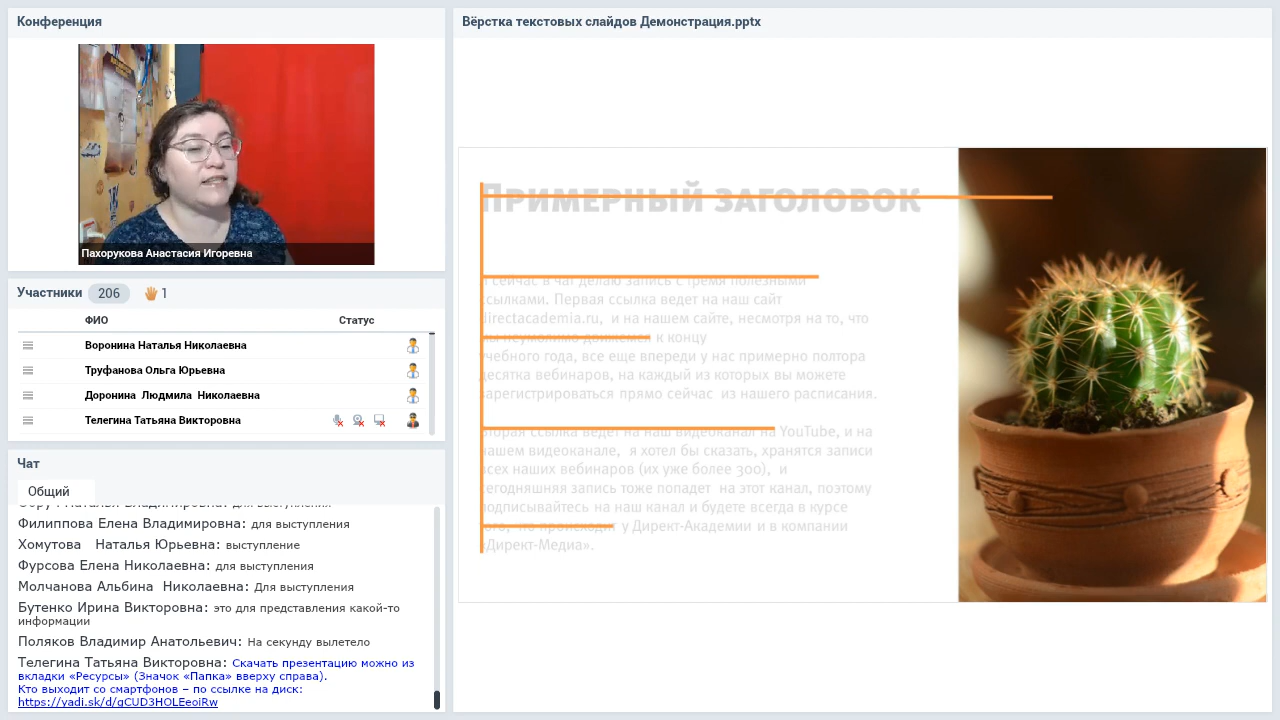 Конференция
Пахорукова Анастасия Игоревна
Участники 206 1
ФИО Статус
Воронина Наталья Николаевна
Труфанова Ольга Юрьевна
Доронина Людмила Николаевна
Телегина Татьяна Викторовна
Чат
Общий
Филиппова Елена Владимировна: для выступления
Хомутова Наталья Юрьевна: выступление
Фурсова Елена Николаевна: для выступления
Молчанова Альбина Николаевна: Для выступления
Бутенко Ирина Викторовна: это для представления какой-то
информации
Поляков Владимир Анатольевич: На секунду вылетело
Телегина Татьяна Викторовна: Скачать презентацию можно из
вкладки «Ресурсы» (Значок «Папка» вверху справа).
Кто выходит со смартфонов – по ссылке на диск:
https://yadi.sk/d/gCUD3HOLEeoiRw
Вёрстка текстовых слайдов Демонстрация.pptx
Примерный заголовок
сейчас в чат делаю запись с тремя полезными
ссылками. Первая ссылка ведет на наш сайт
directacademia.ru, и на нашем сайте, несмотря на то, что
мы неумолимо движемся к концу
учебного года, все еще впереди у нас примерно полтора
десятка вебинаров, на каждый из которых вы можете
зарегистрироваться прямо сейчас из нашего расписания.
Вторая ссылка ведет на наш видеоканал на YouTube, и на
нашем видеоканале, я хотел бы сказать, хранятся записи
всех наших вебинаров (их уже более 300), и
сегодняшняя запись тоже попадет на этот канал, поэтому
подписывайтесь на наш канал и будете всегда в курсе
того, что происходит у Директ-Академии и в компании
«Директ-Медиа».